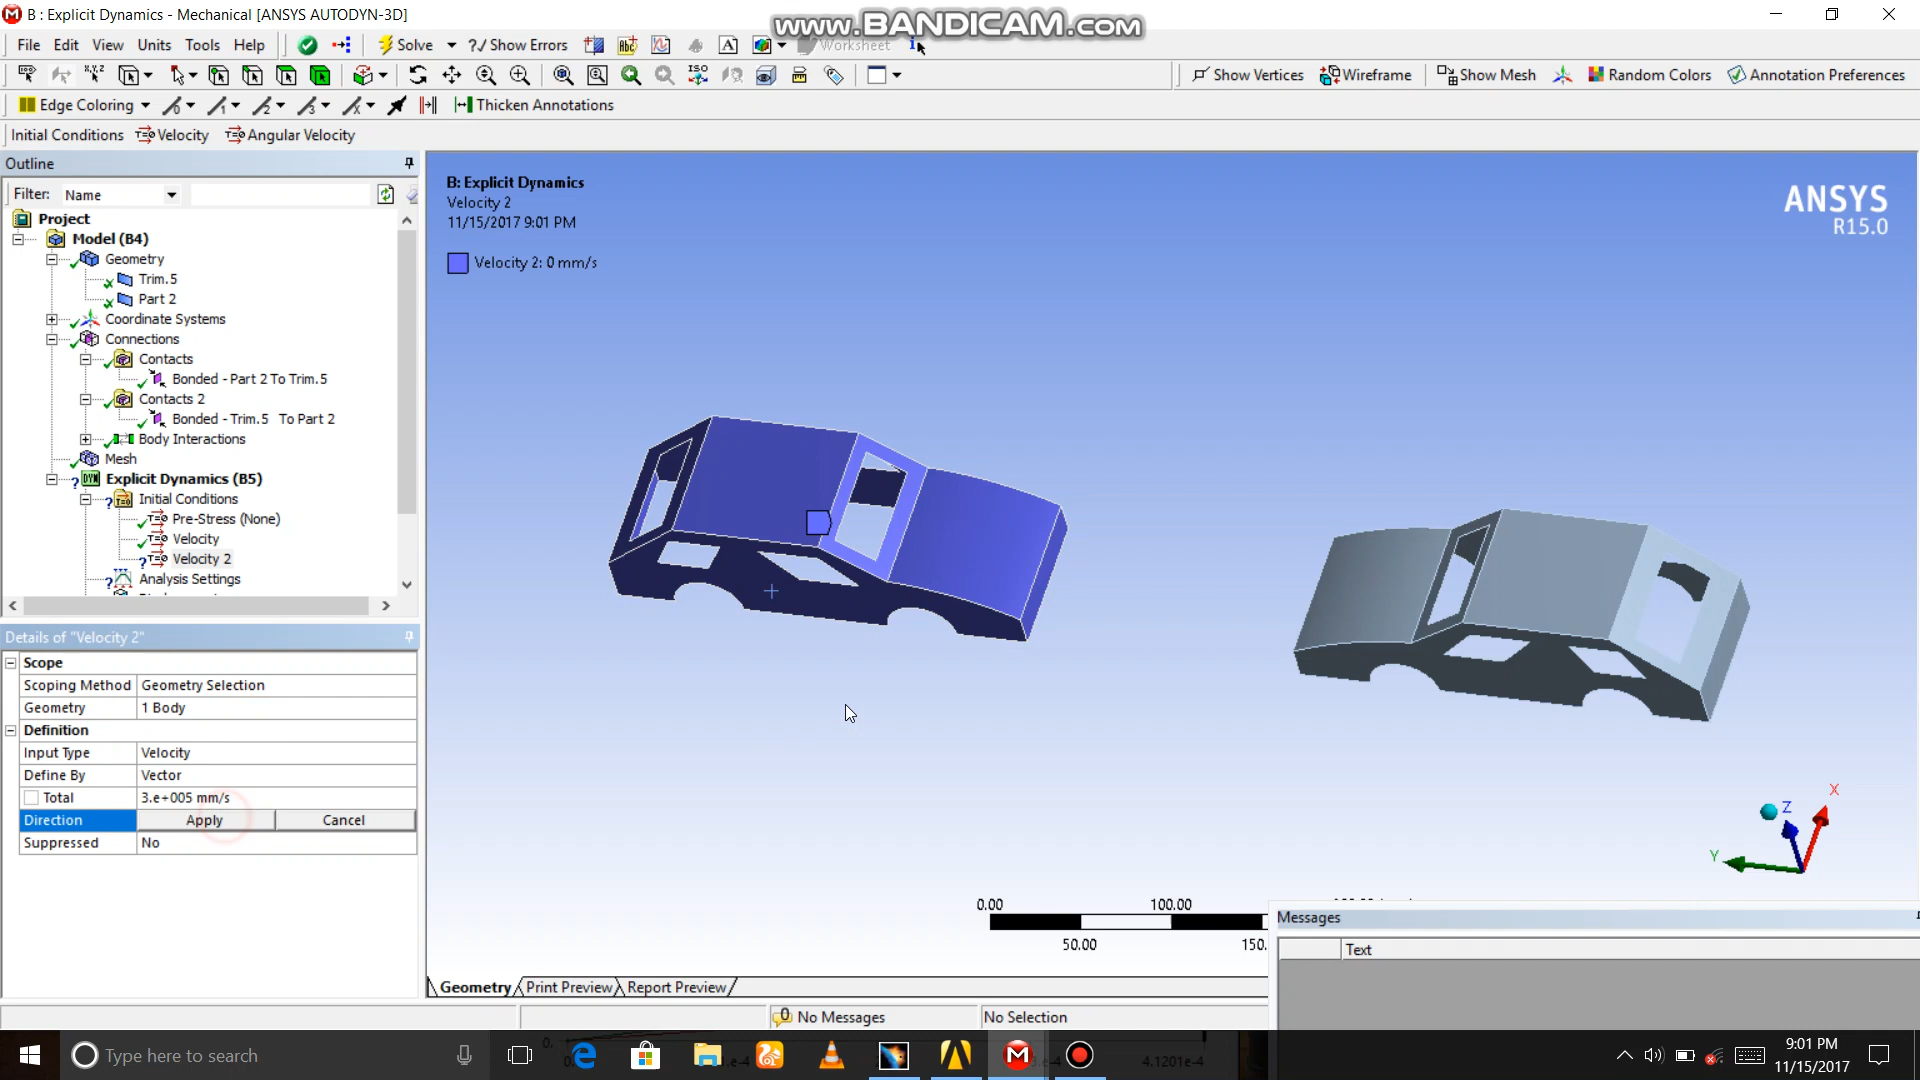 B : Explicit Dynamics - Mechanical [ANSYS AUTODYN-3D]
www.BANDICAM.com
File Edit View Units Tools Help Solve ?/ Show Errors Worksheet
Show Vertices Wireframe Show Mesh Random Colors Annotation Preferences
Edge Coloring Thicken Annotations
Initial Conditions Velocity Angular Velocity
Outline
Filter: Name
Project
Model (B4)
Geometry
Trim.5
Part 2
Coordinate Systems
Connections
Contacts
Bonded - Part 2 To Trim.5
Contacts 2
Bonded - Trim.5 To Part 2
Body Interactions
Mesh
Explicit Dynamics (B5)
Initial Conditions
Pre-Stress (None)
Velocity
Velocity 2
Analysis Settings
Details of "Velocity 2"
Scope
Scoping Method Geometry Selection
Geometry 1 Body
Definition
Input Type Velocity
Define By Vector
Total 3.e+005 mm/s
Direction Apply Cancel
Suppressed No
B: Explicit Dynamics
Velocity 2
11/15/2017 9:01 PM
Velocity 2: 0 mm/s
ANSYS
R15.0
X
Z
Y
0.00 100.00
50.00 150.
Messages
Text
Geometry Print Preview Report Preview
No Messages No Selection
Type here to search
4.1201e-4
9:01 PM
11/15/2017